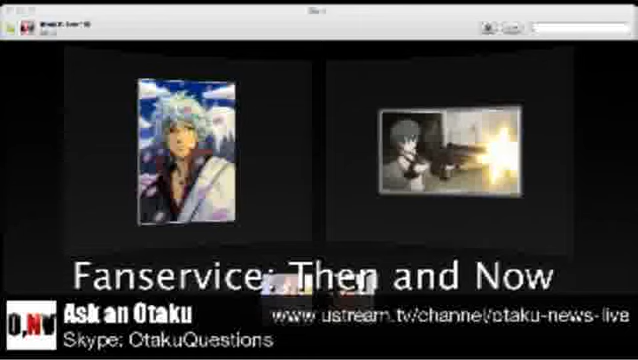 Fanservice: Then and Now
O,NV
Ask an Otaku
www.ustream.tv/channel/otaku-news-live
Skype: OtakuQuestions